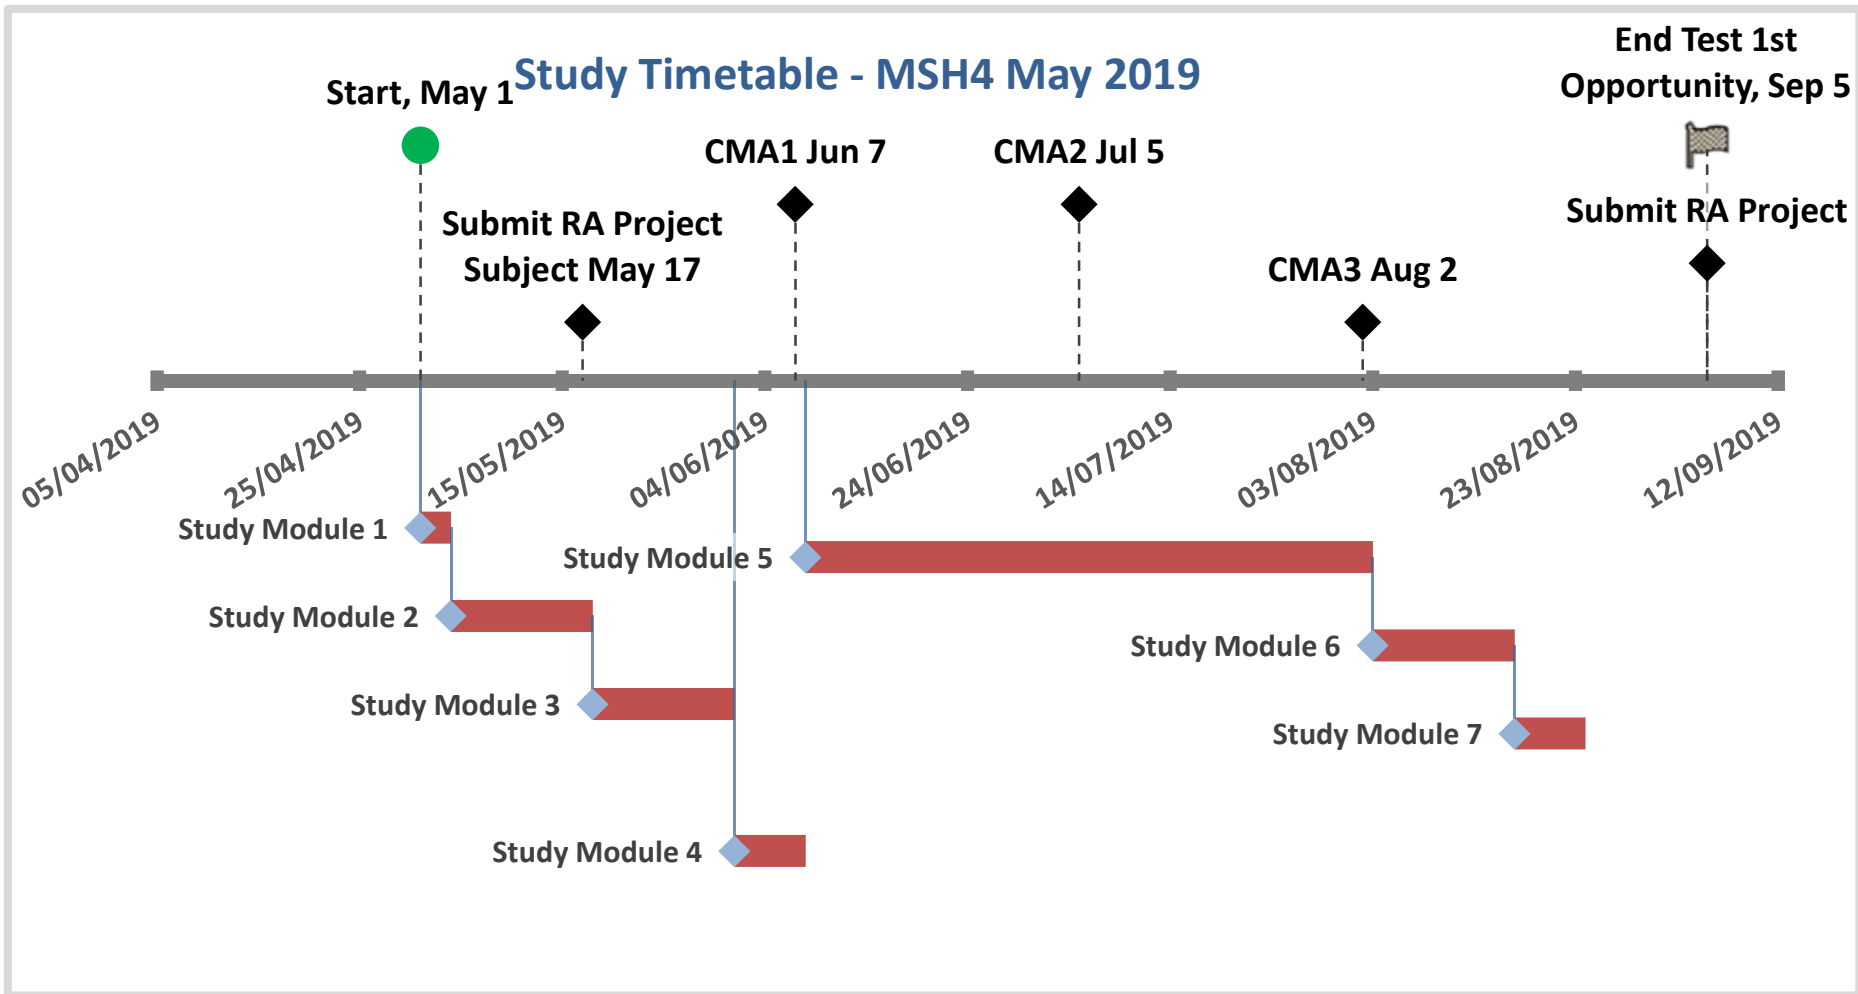 Study Timetable - MSH4 May 2019
Start, May 1
Submit RA Project
Subject May 17
CMA1 Jun 7
CMA2 Jul 5
CMA3 Aug 2
End Test 1st
Opportunity, Sep 5
Submit RA Project
05/04/2019
25/04/2019
15/05/2019
04/06/2019
24/06/2019
14/07/2019
03/08/2019
23/08/2019
12/09/2019
Study Module 1
Study Module 2
Study Module 3
Study Module 4
Study Module 5
Study Module 6
Study Module 7